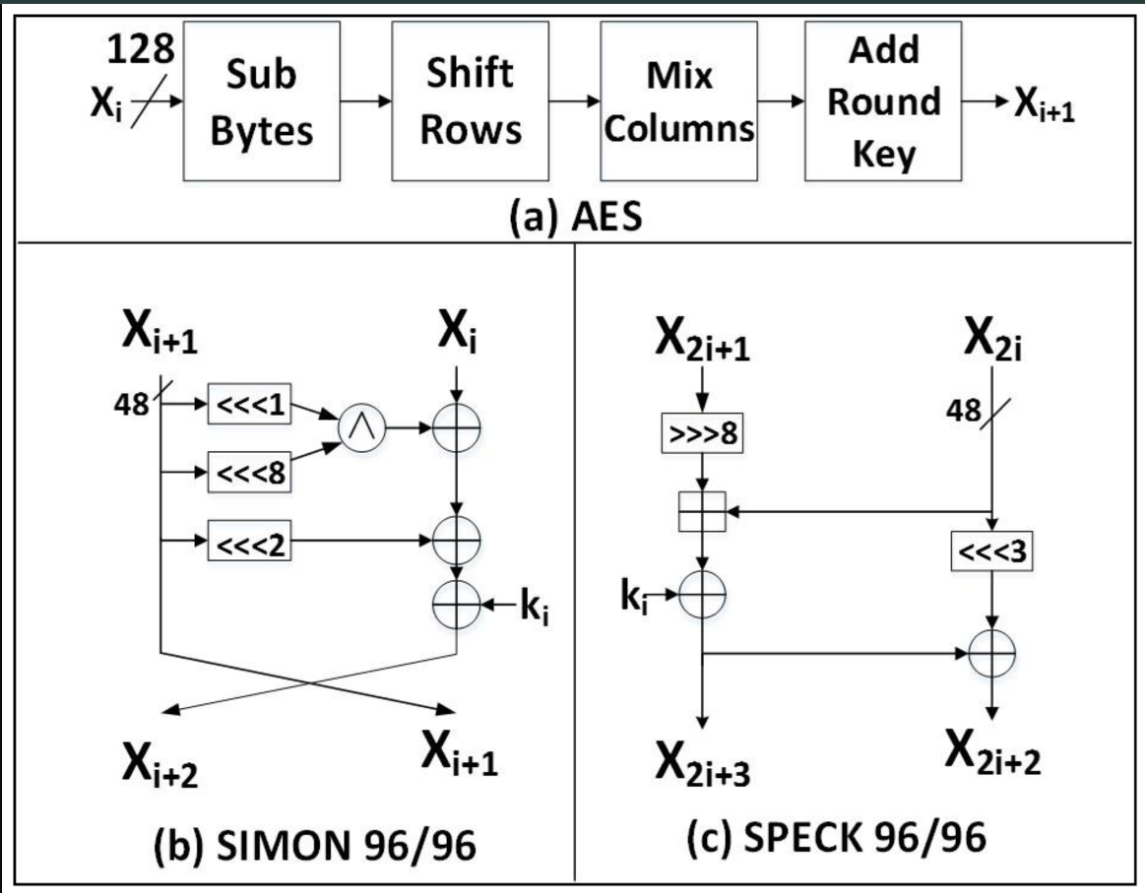 128
Xi
Sub
Bytes
Shift
Rows
Mix
Columns
Add
Round
Key
Xi+1
(a) AES
Xi+1
Xi
48
<<<1
∧
<<<8
<<<2
ki
Xi+2
Xi+1
(b) SIMON 96/96
X2i+1
X2i
48
>>>8
<<<3
ki
X2i+3
X2i+2
(c) SPECK 96/96